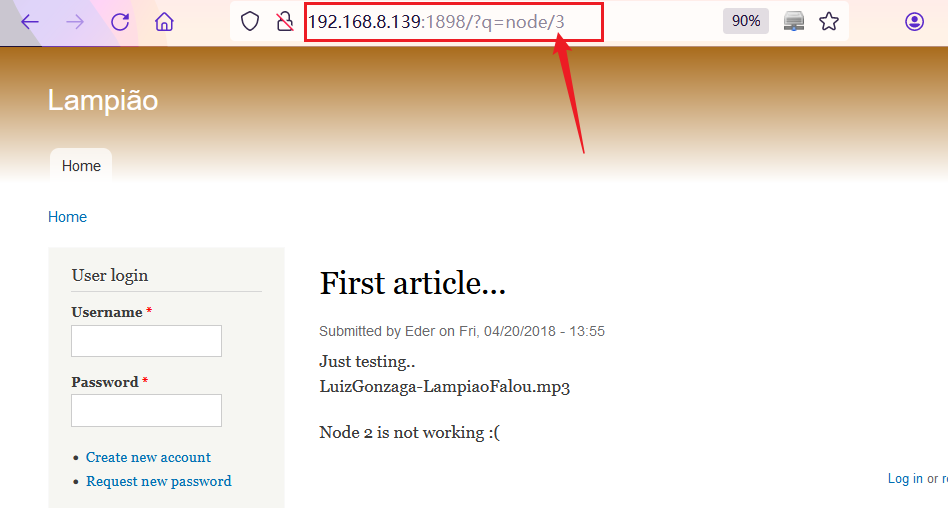 192.168.8.139:1898/?q=node/3
90%
Lampião
Home
Home
User login
Username *
Password *
• Create new account
• Request new password
First article...
Submitted by Eder on Fri, 04/20/2018 - 13:55
Just testing..
LuizGonzaga-LampiaoFalou.mp3
Node 2 is not working :(
Log in or r